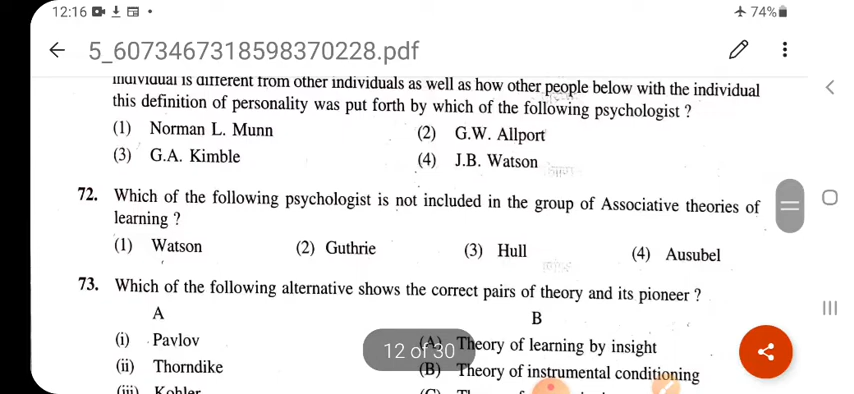 12:16
74%
5_6073467318598370228.pdf
individual is different from other individuals as well as how other people below with the individual
this definition of personality was put forth by which of the following psychologist ?
(1) Norman L. Munn (2) G.W. Allport
(3) G.A. Kimble (4) J.B. Watson
72. Which of the following psychologist is not included in the group of Associative theories of
learning ?
(1) Watson (2) Guthrie (3) Hull (4) Ausubel
73. Which of the following alternative shows the correct pairs of theory and its pioneer ?
A B
(i) Pavlov (A) Theory of learning by insight
12 of 30
(ii) Thorndike (B) Theory of instrumental conditioning
(iii) Kohler (C)